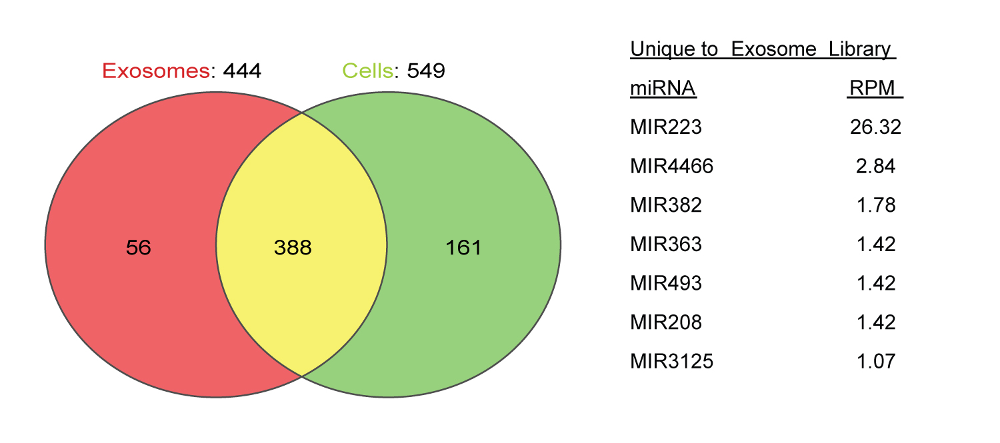 Exosomes: 444
Cells: 549
56
388
161
Unique to Exosome Library
miRNA RPM
MIR223 26.32
MIR4466 2.84
MIR382 1.78
MIR363 1.42
MIR493 1.42
MIR208 1.42
MIR3125 1.07